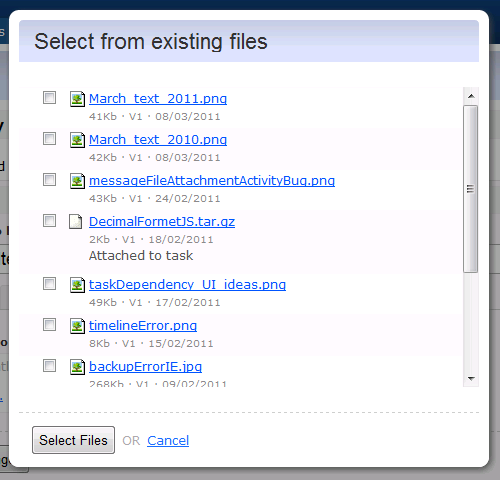 Select from existing files
March_text_2011.png
41Kb · V1 · 08/03/2011
March_text_2010.png
42Kb · V1 · 08/03/2011
messageFileAttachmentActivityBug.png
43Kb · V1 · 24/02/2011
DecimalFormetJS.tar.gz
2Kb · V1 · 18/02/2011
Attached to task
taskDependency_UI_ideas.png
49Kb · V1 · 17/02/2011
timelineError.png
8Kb · V1 · 15/02/2011
backupErrorIE.jpg
268Kb · V1 · 09/02/2011
Select Files OR Cancel